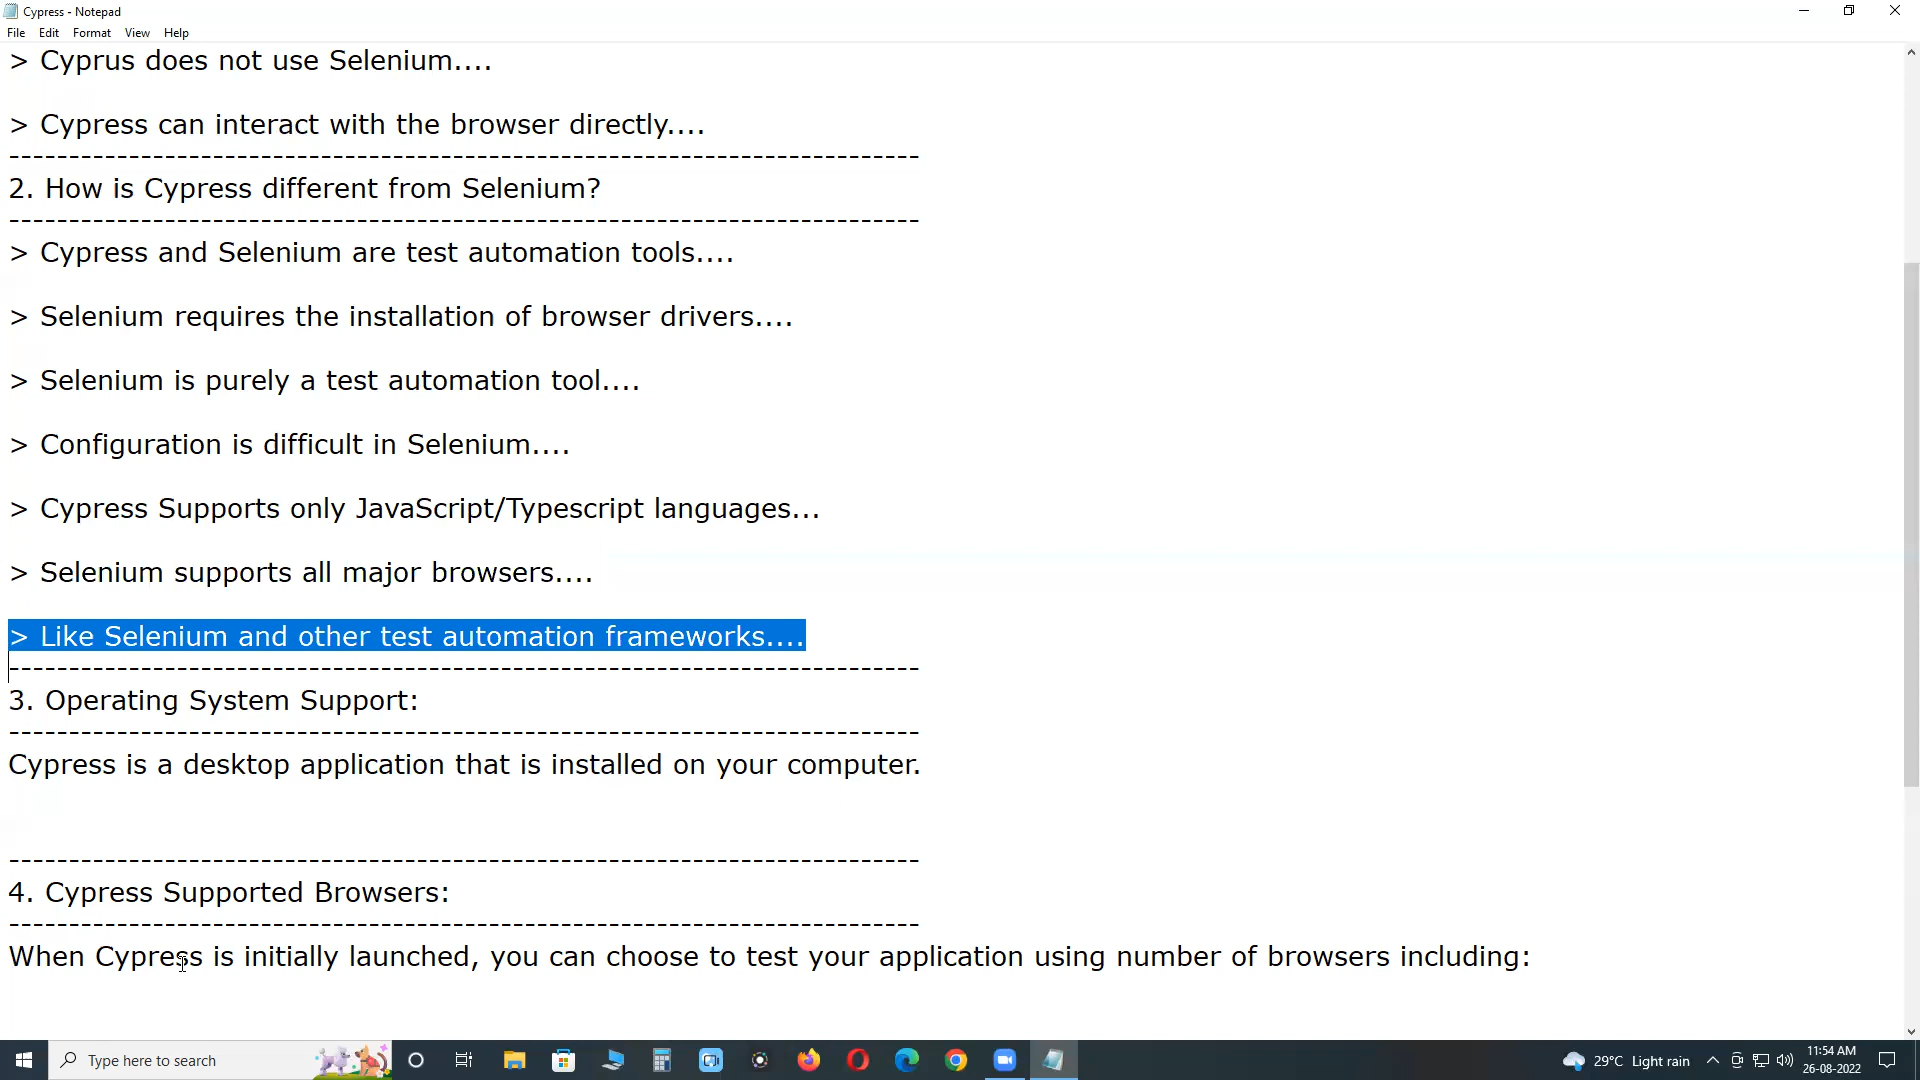 Cypress - Notepad
File Edit Format View Help
> Cyprus does not use Selenium....
> Cypress can interact with the browser directly....
----------------------------------------------------------------------------
2. How is Cypress different from Selenium?
----------------------------------------------------------------------------
> Cypress and Selenium are test automation tools....
> Selenium requires the installation of browser drivers....
> Selenium is purely a test automation tool....
> Configuration is difficult in Selenium....
> Cypress Supports only JavaScript/Typescript languages...
> Selenium supports all major browsers....
> Like Selenium and other test automation frameworks....
----------------------------------------------------------------------------
3. Operating System Support:
----------------------------------------------------------------------------
Cypress is a desktop application that is installed on your computer.
----------------------------------------------------------------------------
4. Cypress Supported Browsers:
----------------------------------------------------------------------------
When Cypress is initially launched, you can choose to test your application using number of browsers including:
Type here to search
29°C Light rain
11:54 AM
26-08-2022